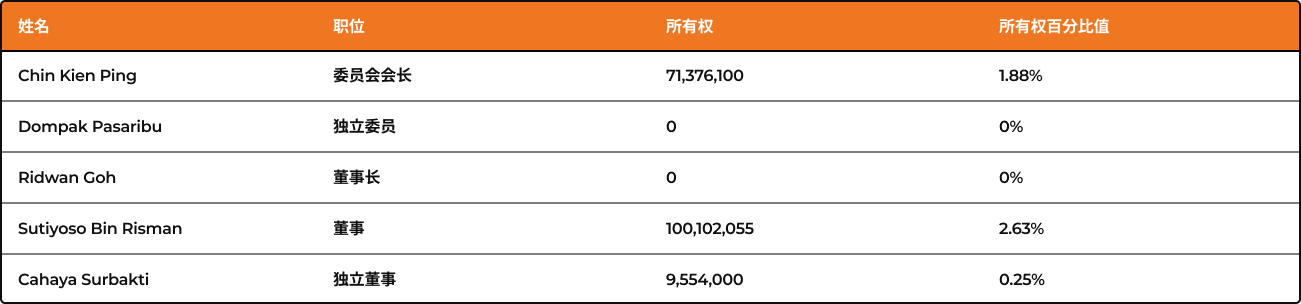 姓名 职位 所有权 所有权百分比值
Chin Kien Ping 委员会会长 71,376,100 1.88%
Dompak Pasaribu 独立委员 0 0%
Ridwan Goh 董事长 0 0%
Sutiyoso Bin Risman 董事 100,102,055 2.63%
Cahaya Surbakti 独立董事 9,554,000 0.25%